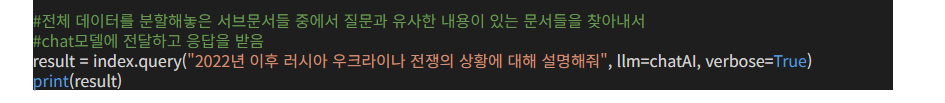 #전체 데이터를 분할해놓은 서브문서들 중에서 질문과 유사한 내용이 있는 문서들을 찾아내서
#chat모델에 전달하고 응답을 받음
result = index.query("2022년 이후 러시아 우크라이나 전쟁의 상황에 대해 설명해줘", llm=chatAI, verbose=True)
print(result)